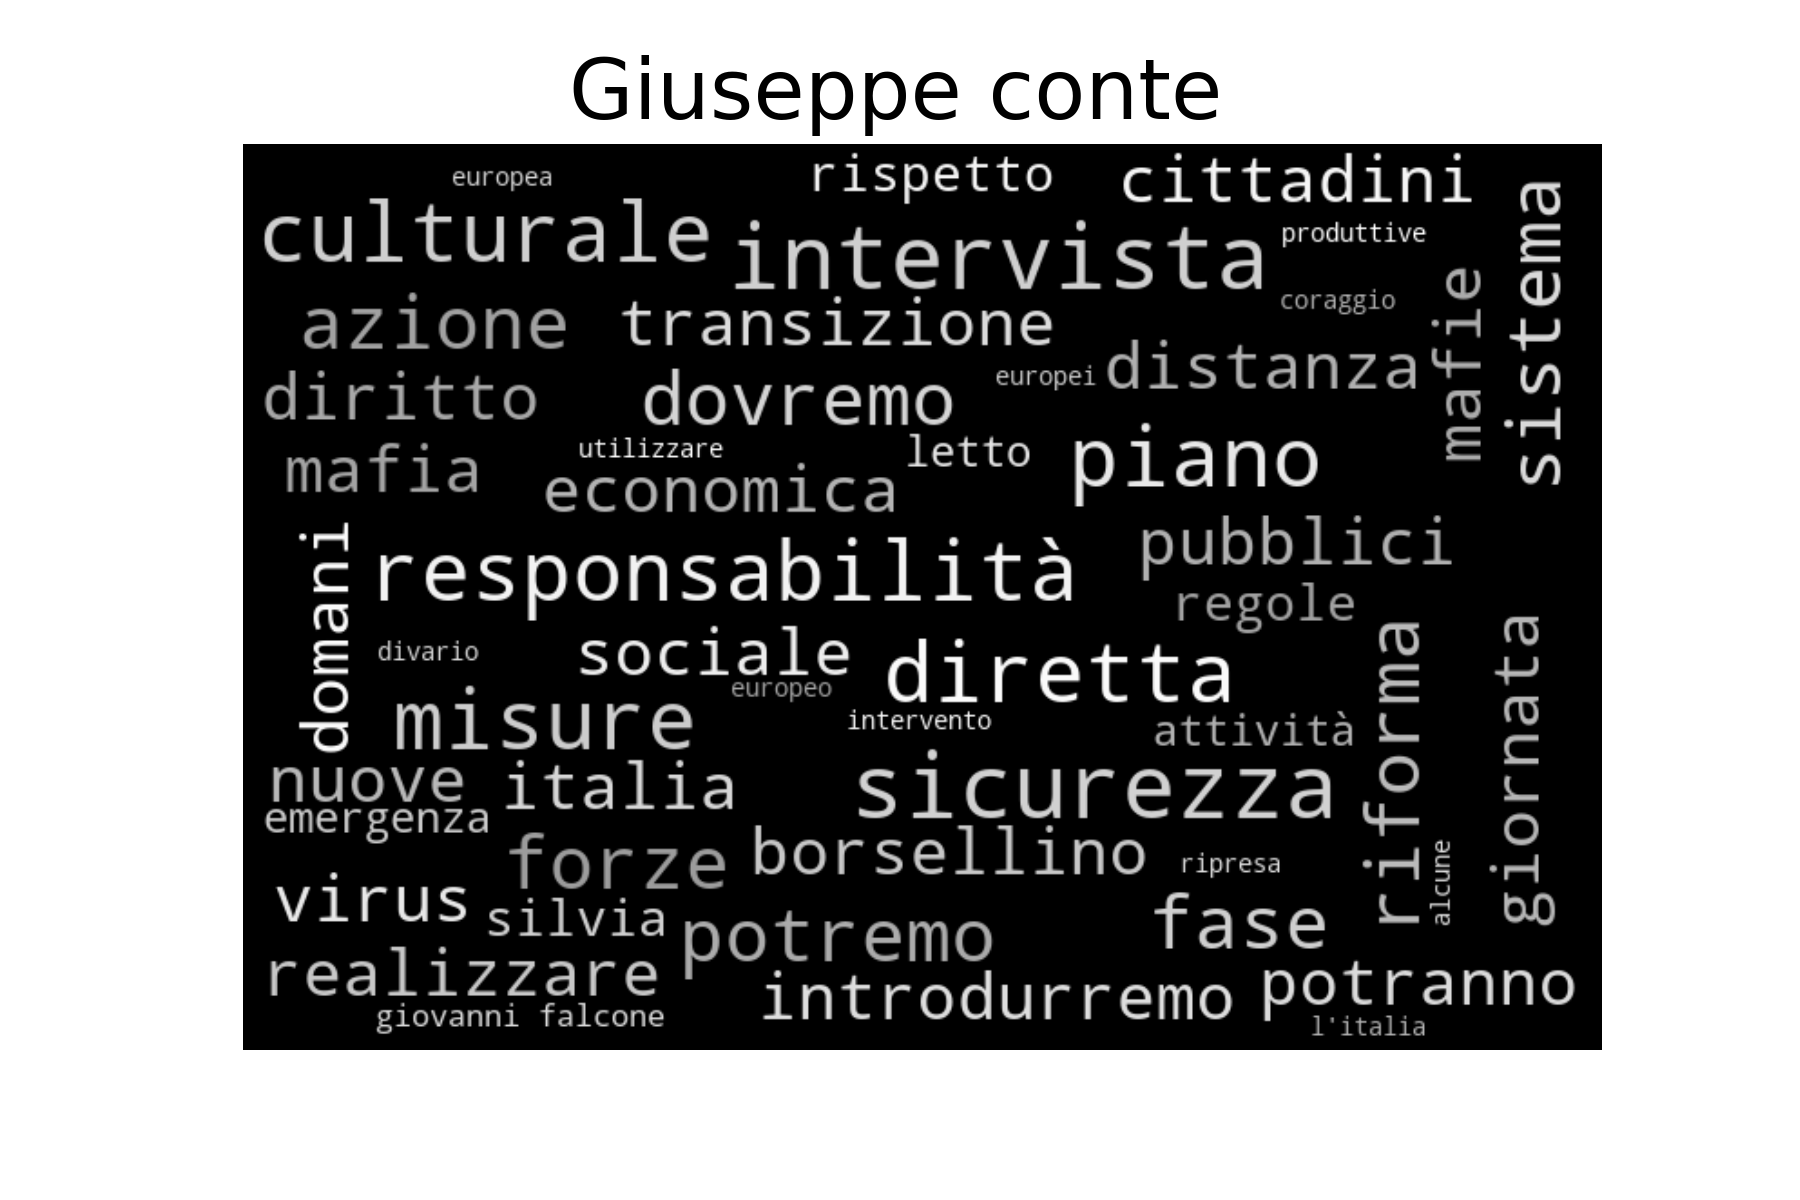 Giuseppe conte
europea
rispetto
cittadini
culturale
intervista
produttive
sistema
azione
transizione
coraggio
mafie
diritto
dovremo
europei
distanza
mafia
utilizzare
letto
piano
economica
domani
responsabilità
pubblici
regole
divario
sociale
diretta
riforma
giornata
europeo
misure
intervento
attività
nuove
italia
sicurezza
emergenza
forze
borsellino
ripresa
alcune
virus
silvia
potremo
fase
realizzare
introdurremo
potranno
giovanni falcone
l'italia